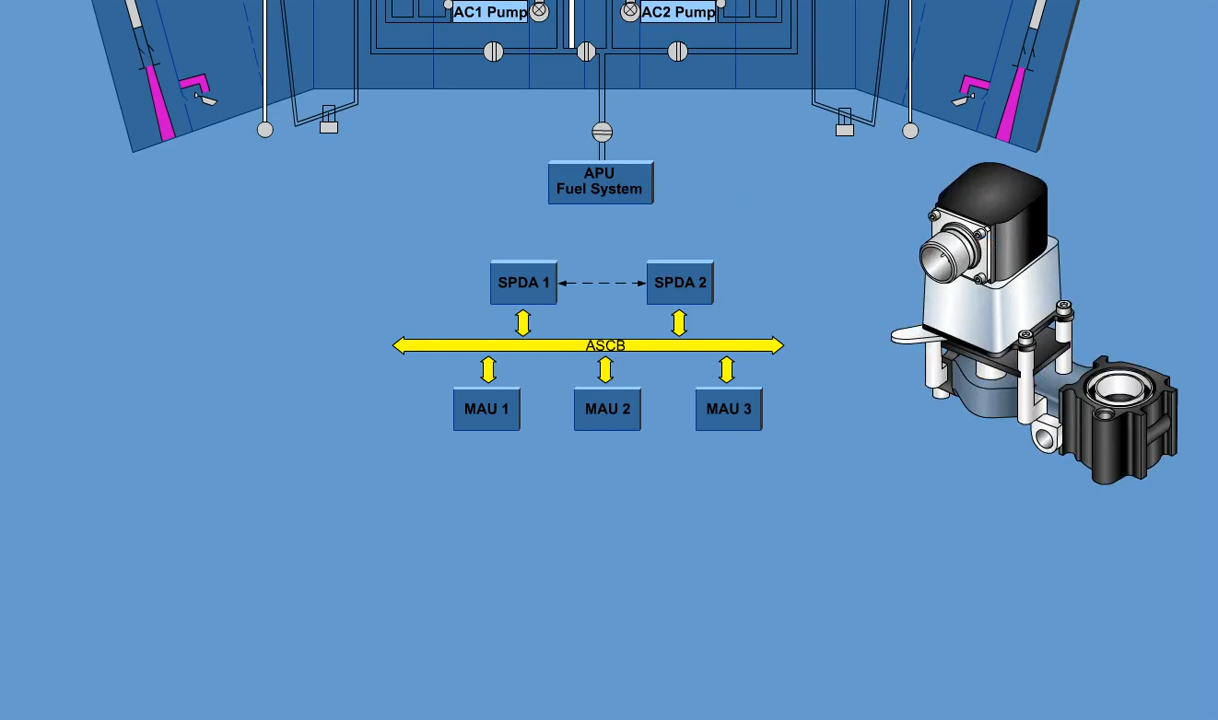 AC1 Pump
AC2 Pump
APU
Fuel System
SPDA 1
SPDA 2
ASCB
MAU 1
MAU 2
MAU 3